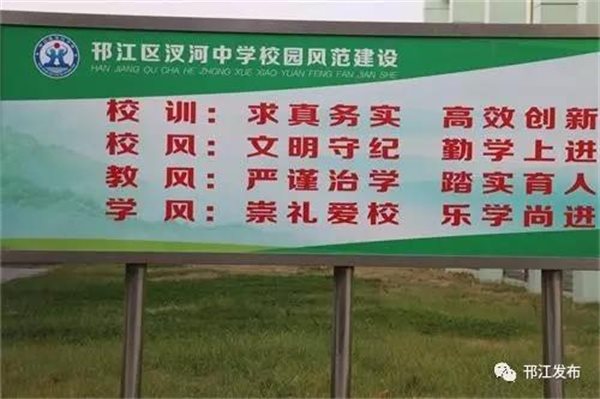 邗江区汊河中学校园风范建设
HAN JIANG QU CHA HE ZHONG XUE XIAO YUAN FENG FAN JIAN SHE
校 训： 求真务实 高效创新
校 风： 文明守纪 勤学上进
教 风： 严谨治学 踏实育人
学 风： 崇礼爱校 乐学尚进
邗江发布